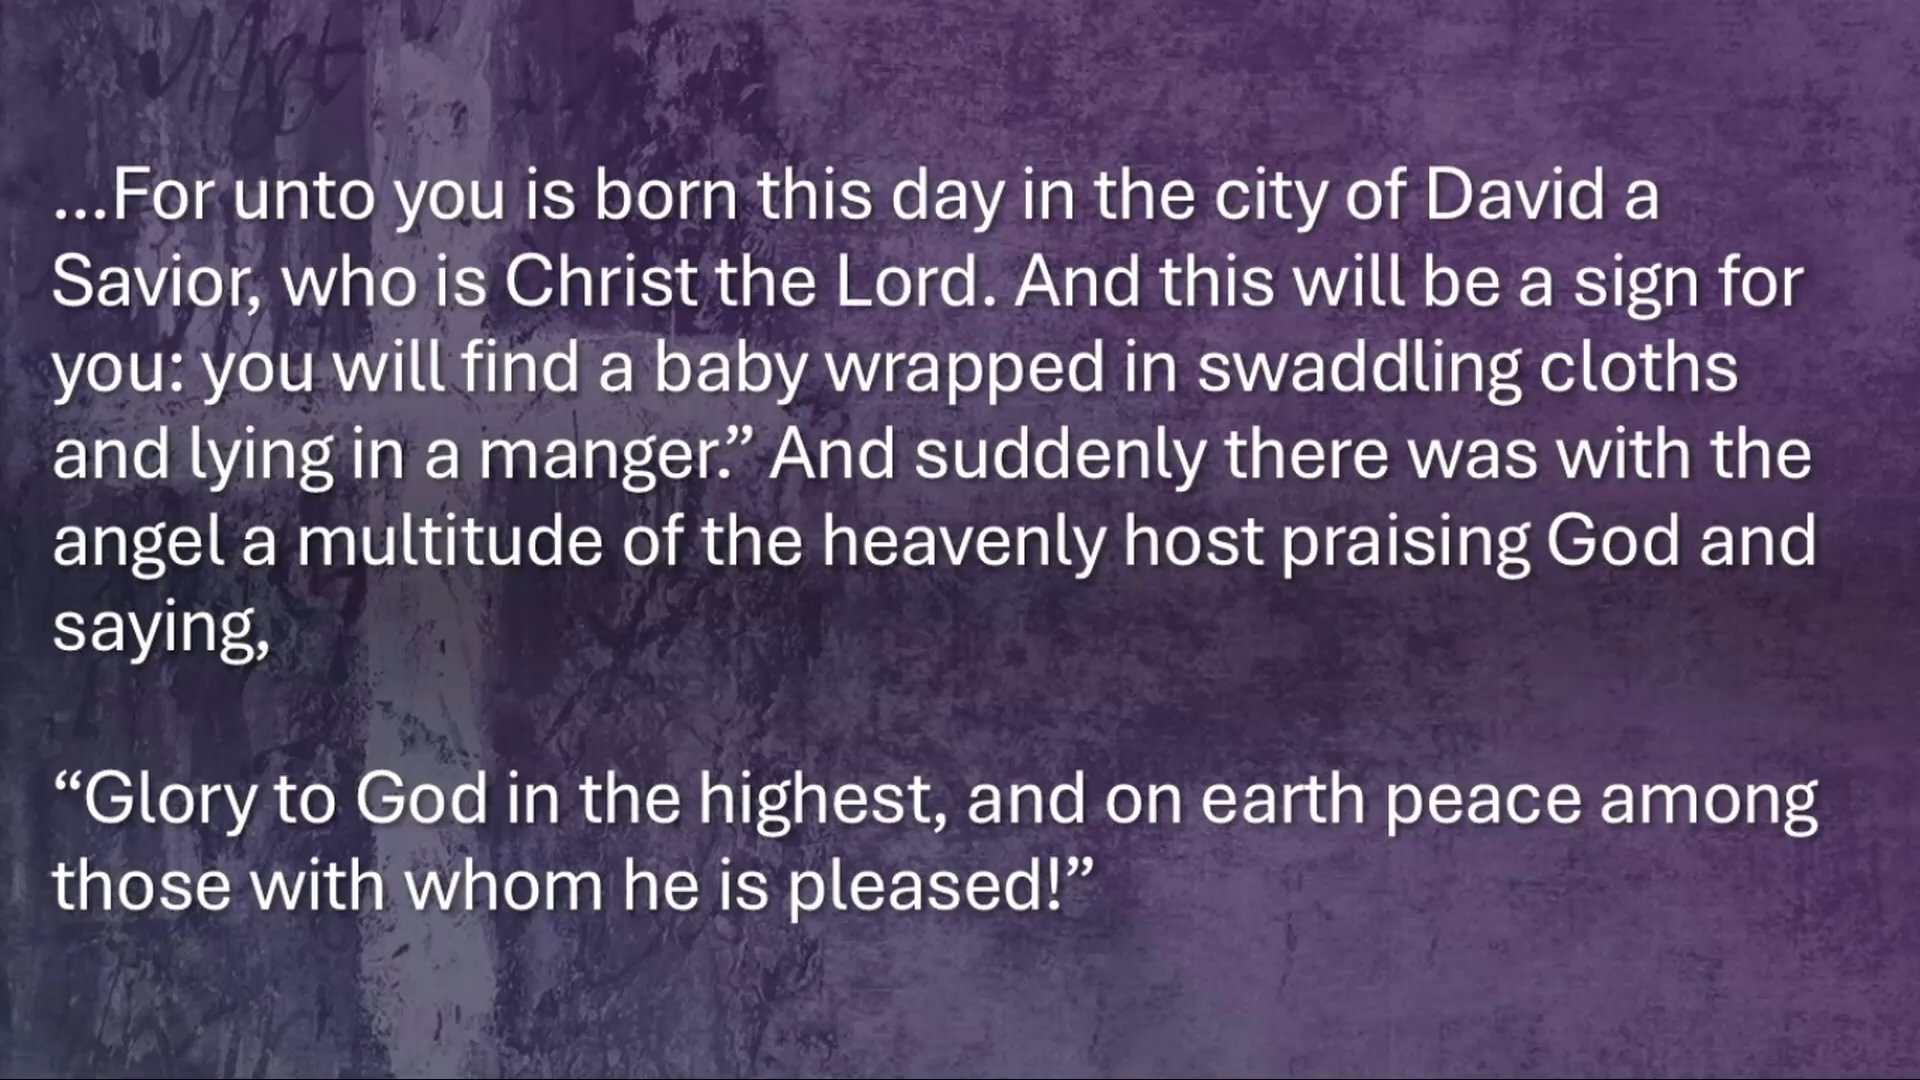 ...For unto you is born this day in the city of David a
Savior, who is Christ the Lord. And this will be a sign for
you: you will find a baby wrapped in swaddling cloths
and lying in a manger.” And suddenly there was with the
angel a multitude of the heavenly host praising God and
saying,
“Glory to God in the highest, and on earth peace among
those with whom he is pleased!”